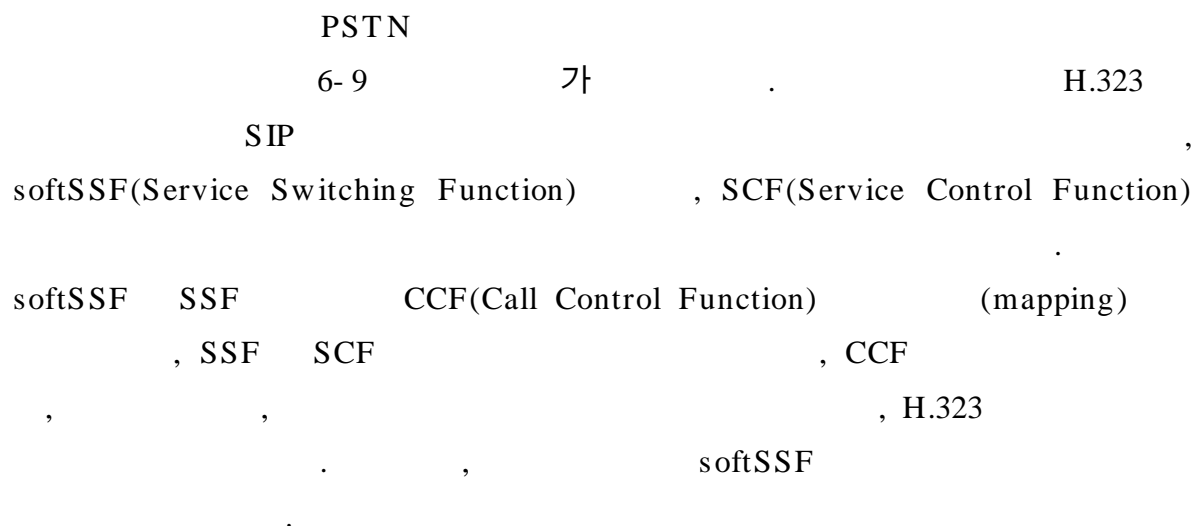 PSTN
6-9 가 . H.323
SIP ,
softSSF(Service Switching Function) , SCF(Service Control Function)
.
softSSF SSF CCF(Call Control Function) (mapping)
, SSF SCF , CCF
, , , H.323
. , softSSF
.